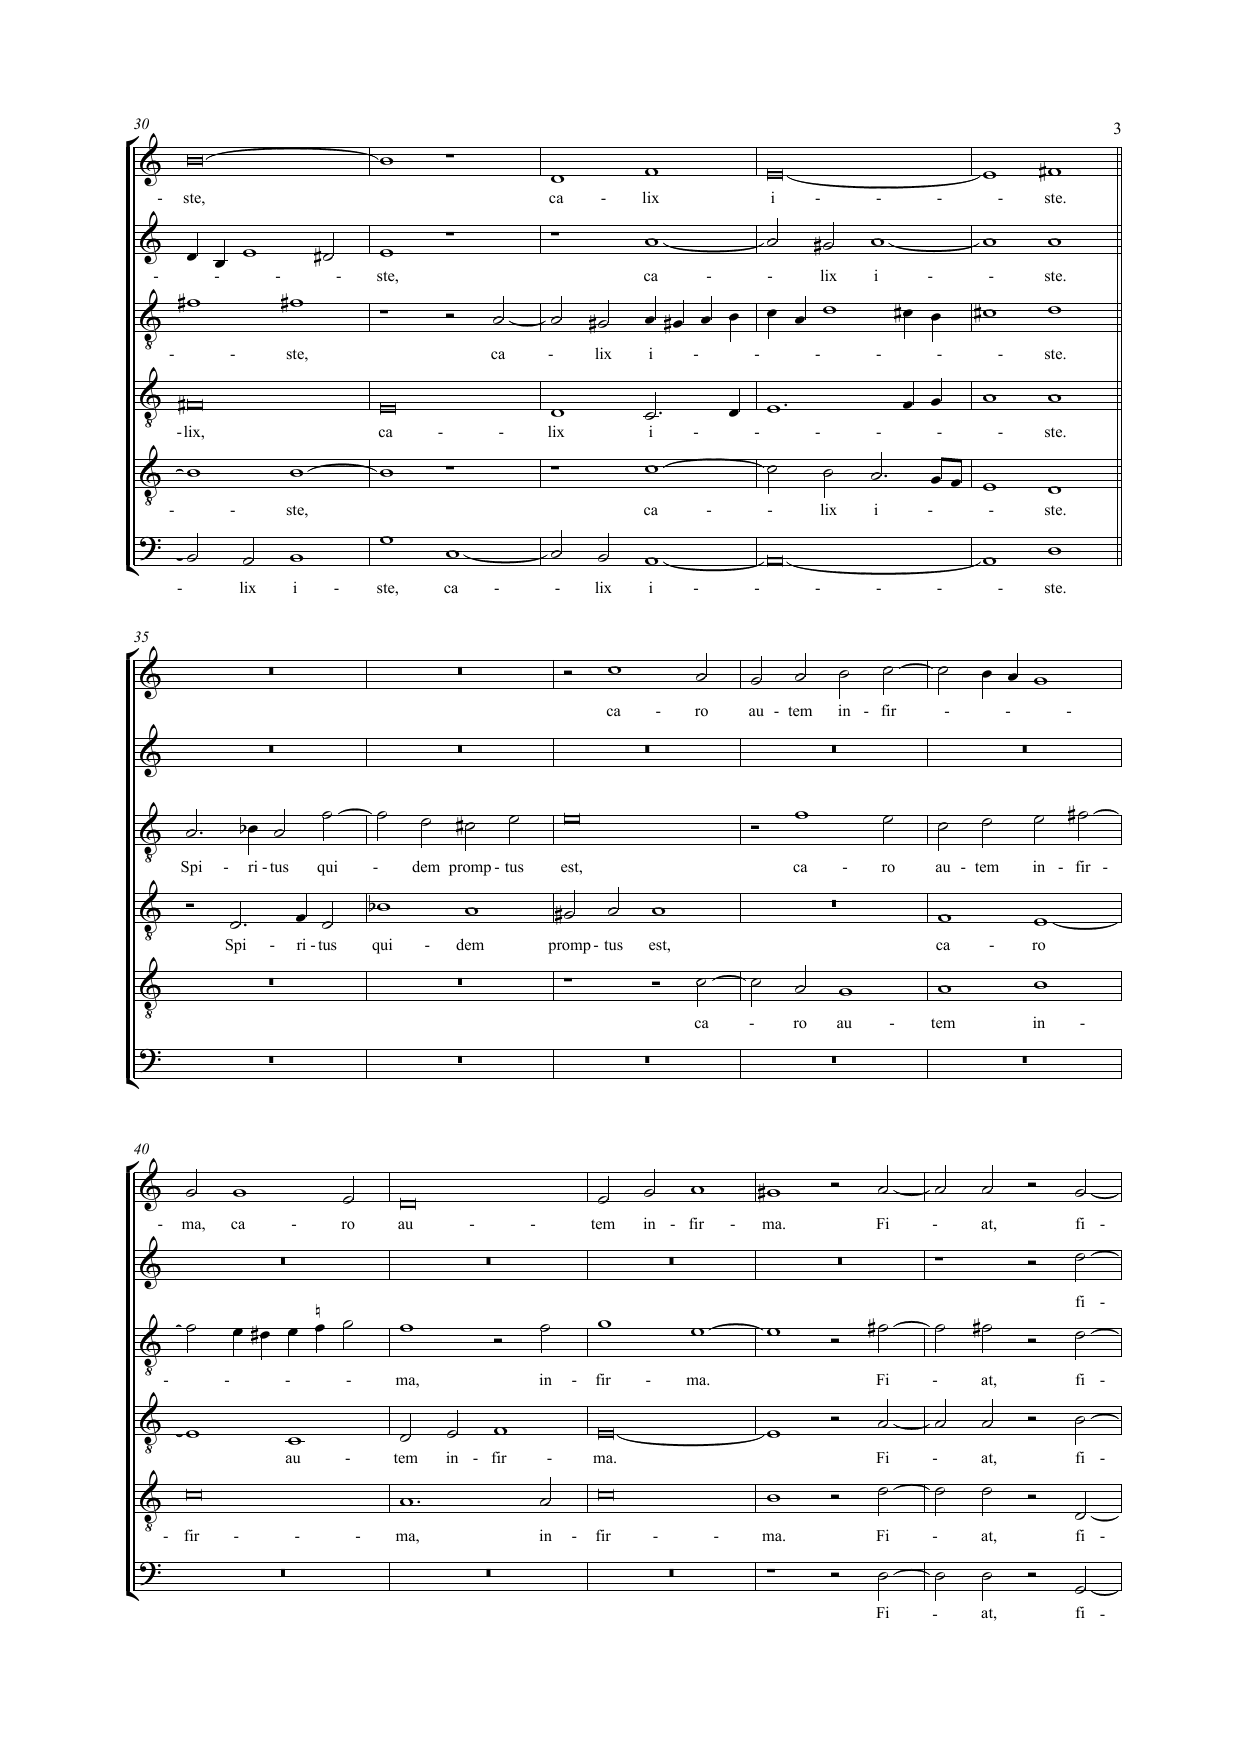 30
3
- ste, ca - lix i - - - - ste.
- - - - ste, ca - - lix i - - ste.
- - ste, ca - lix i - - - - - - ste.
-lix, ca - - lix i - - - - - - ste.
- - ste, ca - - lix i - - ste.
- lix i - ste, ca - - lix i - - - - - - ste.
35
ca - ro au - tem in - fir - - -
Spi - ri - tus qui - dem promp - tus est, ca - ro au - tem in - fir -
Spi - ri - tus qui - dem promp - tus est, ca - ro
ca - ro au - tem in -
40
- ma, ca - ro au - - tem in - fir - ma. Fi - at, fi -
fi -
- - - - ma, in - fir - ma. Fi - at, fi -
au - tem in - fir - ma. Fi - at, fi -
- fir - - - ma, in - fir - - ma. Fi - at, fi -
Fi - at, fi -